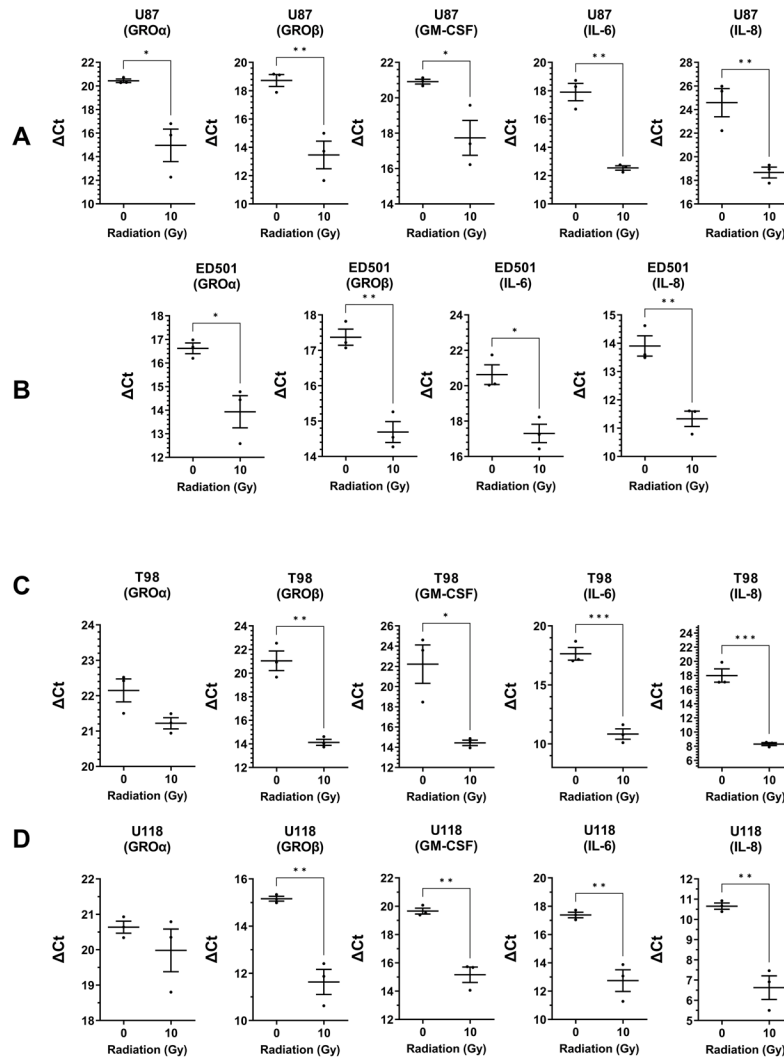 U87
(GROα)
U87
(GROβ)
U87
(GM-CSF)
U87
(IL-6)
U87
(IL-8)
A
ΔCt
22
20
18
16
14
12
10
*
0
10
Radiation (Gy)
ΔCt
20
18
16
14
12
10
**
0
10
Radiation (Gy)
ΔCt
22
20
18
16
14
*
0
10
Radiation (Gy)
ΔCt
20
18
16
14
12
10
**
0
10
Radiation (Gy)
ΔCt
28
26
24
22
20
18
16
**
0
10
Radiation (Gy)
ED501
(GROα)
ED501
(GROβ)
ED501
(IL-6)
ED501
(IL-8)
B
ΔCt
18
17
16
15
14
13
12
*
0
10
Radiation (Gy)
ΔCt
18
17
16
15
14
**
0
10
Radiation (Gy)
ΔCt
24
22
20
18
16
*
0
10
Radiation (Gy)
ΔCt
15
14
13
12
11
10
**
0
10
Radiation (Gy)
C
T98
(GROα)
T98
(GROβ)
T98
(GM-CSF)
T98
(IL-6)
T98
(IL-8)
ΔCt
24
23
22
21
20
0
10
Radiation (Gy)
ΔCt
24
22
20
18
16
14
12
**
0
10
Radiation (Gy)
ΔCt
26
24
22
20
18
16
14
12
*
0
10
Radiation (Gy)
ΔCt
20
15
10
***
0
10
Radiation (Gy)
ΔCt
24
22
20
18
16
14
12
10
8
6
***
0
10
Radiation (Gy)
D
U118
(GROα)
U118
(GROβ)
U118
(GM-CSF)
U118
(IL-6)
U118
(IL-8)
ΔCt
22
21
20
19
18
0
10
Radiation (Gy)
ΔCt
16
14
12
10
**
0
10
Radiation (Gy)
ΔCt
22
20
18
16
14
12
**
0
10
Radiation (Gy)
ΔCt
20
18
16
14
12
10
**
0
10
Radiation (Gy)
ΔCt
12
11
10
9
8
7
6
5
**
0
10
Radiation (Gy)